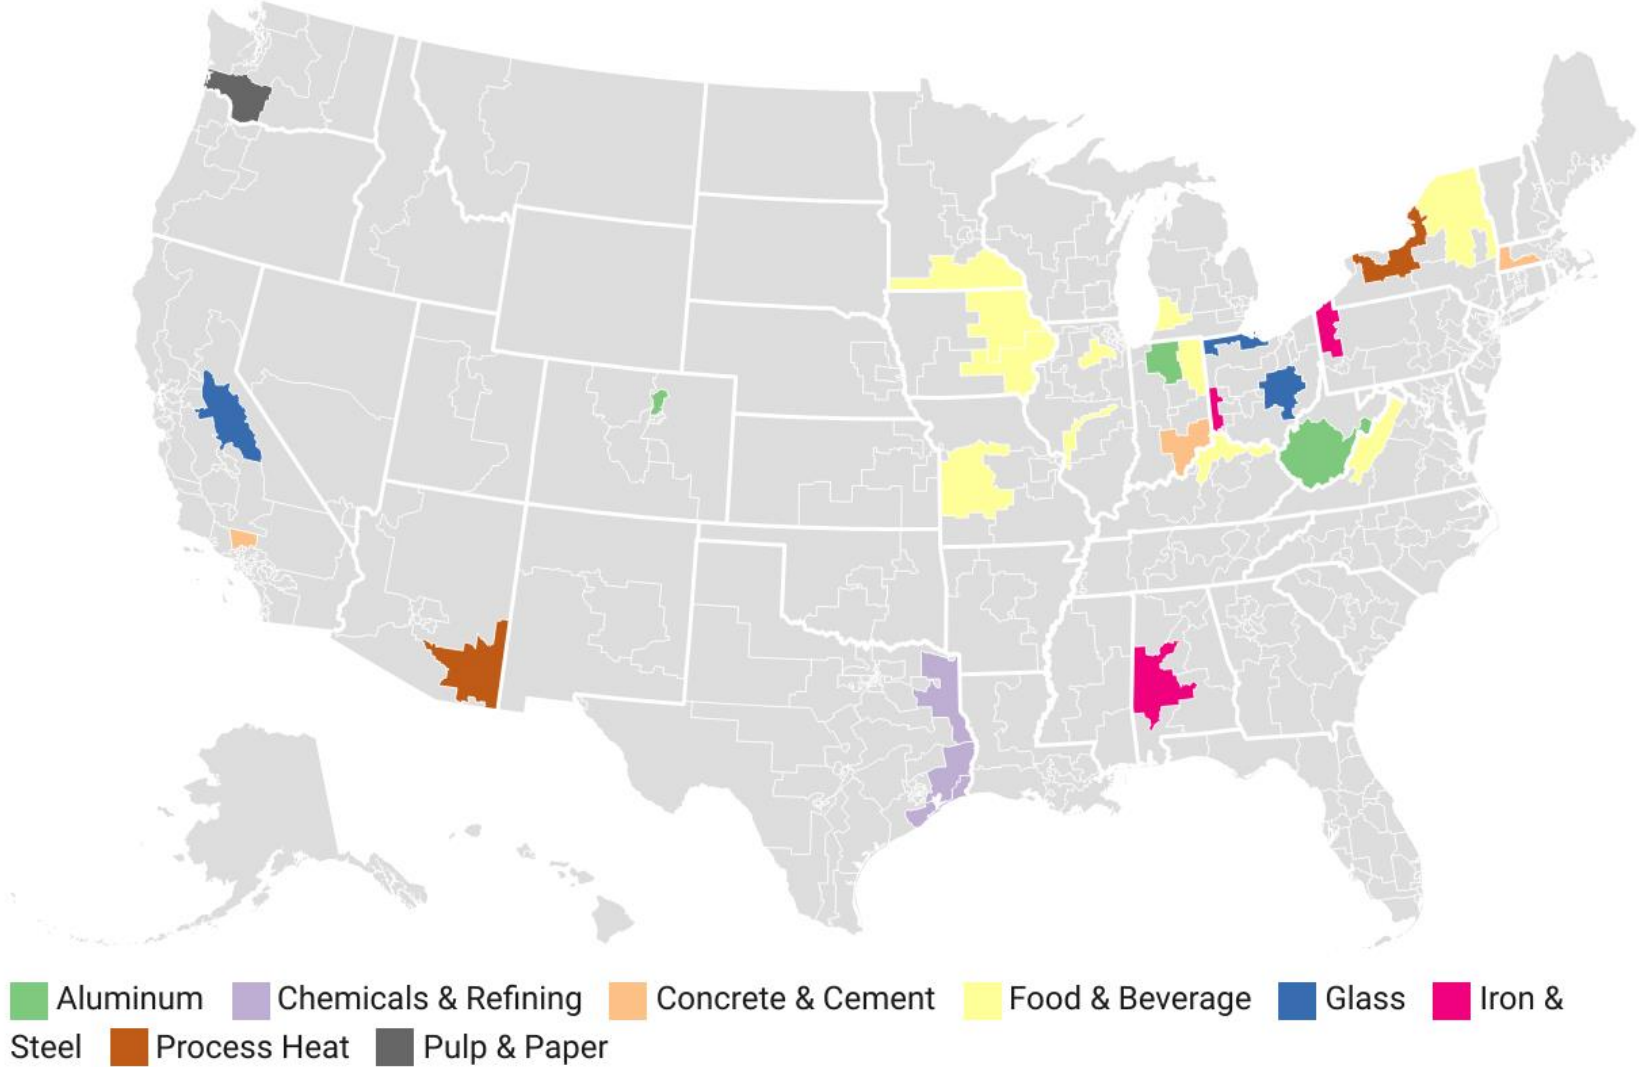 Aluminum Chemicals & Refining Concrete & Cement Food & Beverage Glass Iron &
Steel Process Heat Pulp & Paper